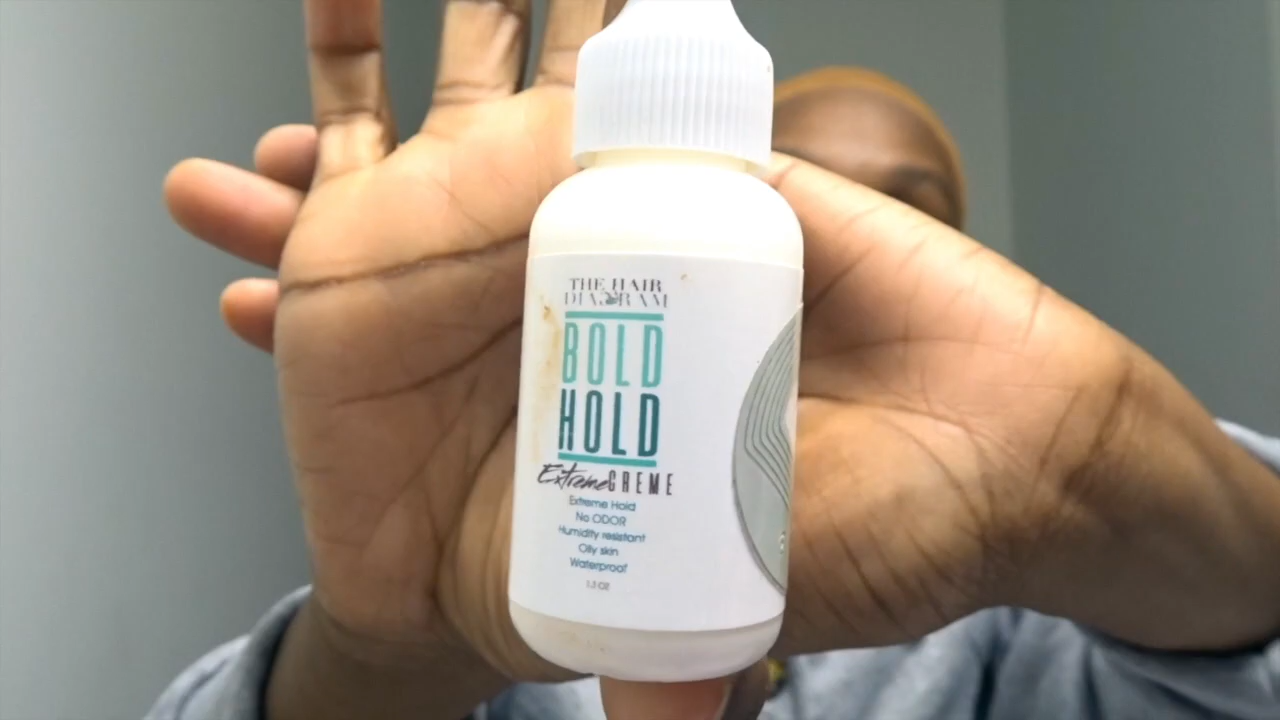 THE HAIR
DIAGRAM
BOLD
HOLD
Extreme CREME
Extreme Hold
No ODOR
Humidity resistant
Oily skin
Waterproof
1.3 OZ